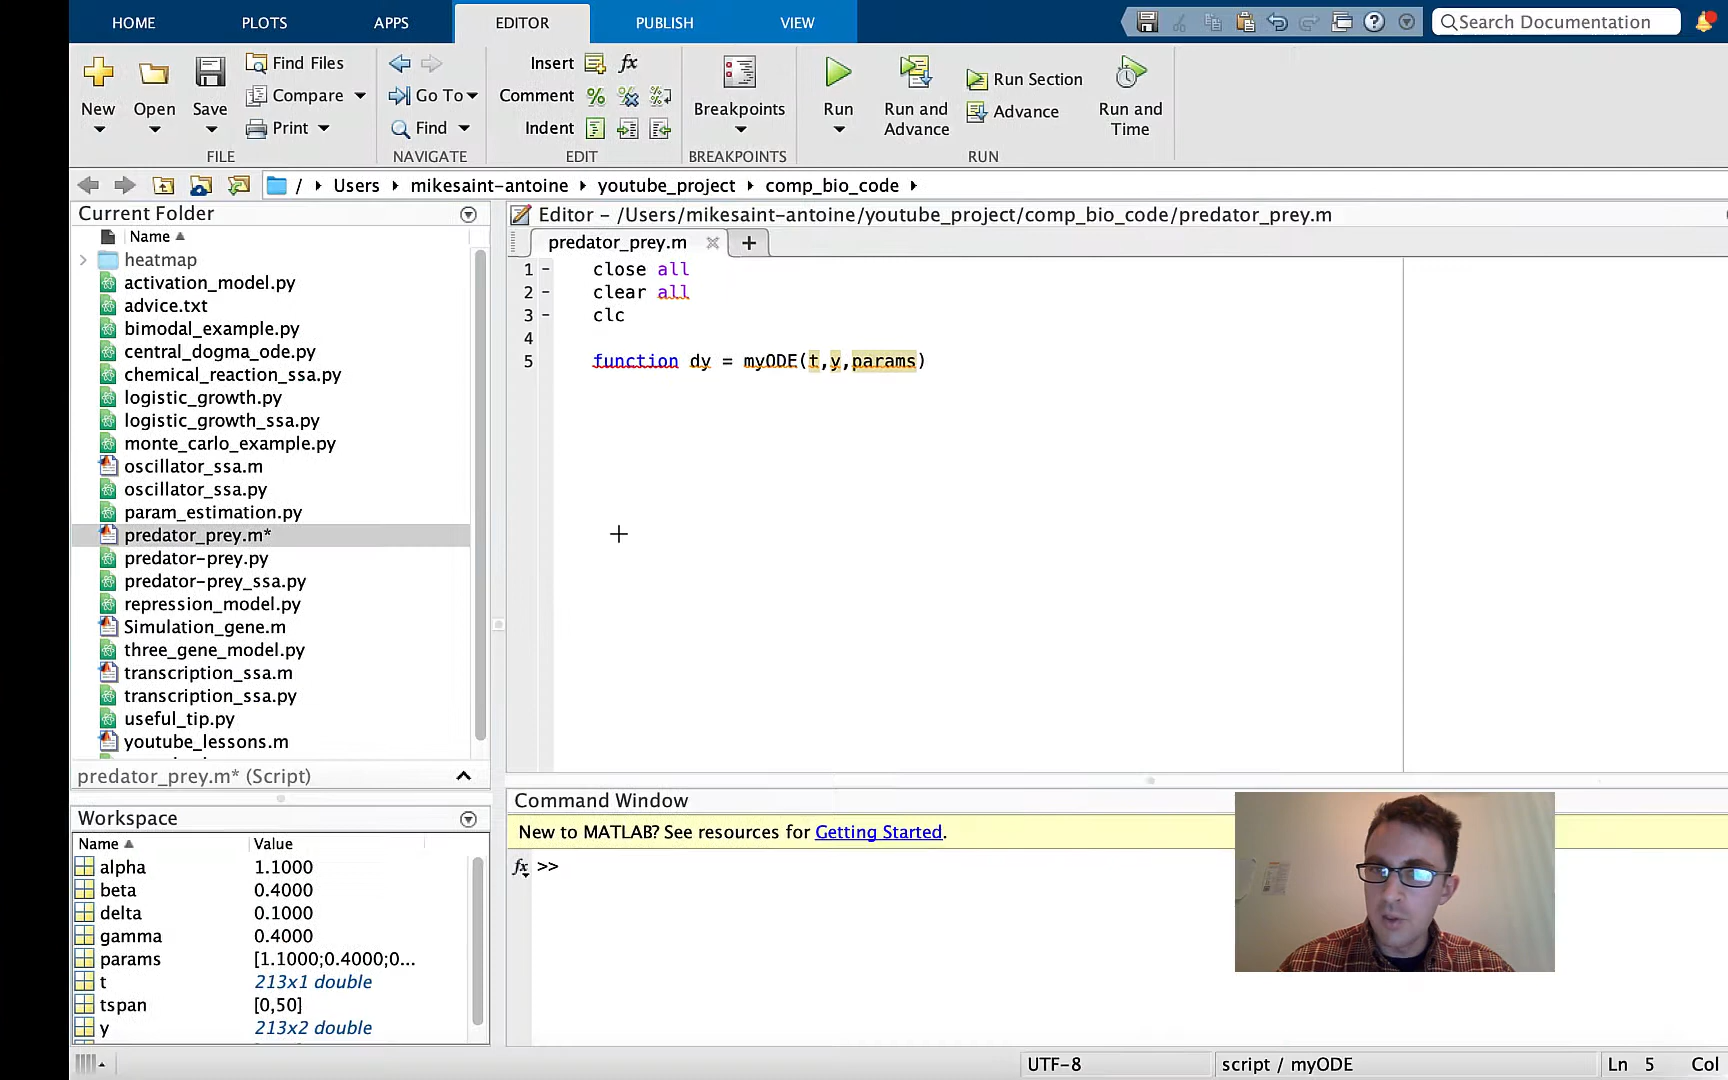 HOME PLOTS APPS EDITOR PUBLISH VIEW Search Documentation
New Open Save Find Files Compare Print
FILE
Go To Find
NAVIGATE
Insert fx
Comment
Indent
EDIT
Breakpoints
BREAKPOINTS
Run Run and Advance Run Section Advance Run and Time
RUN
/ Users mikesaint-antoine youtube_project comp_bio_code
Current Folder
Name
heatmap
activation_model.py
advice.txt
bimodal_example.py
central_dogma_ode.py
chemical_reaction_ssa.py
logistic_growth.py
logistic_growth_ssa.py
monte_carlo_example.py
oscillator_ssa.m
oscillator_ssa.py
param_estimation.py
predator_prey.m*
predator-prey.py
predator-prey_ssa.py
repression_model.py
Simulation_gene.m
three_gene_model.py
transcription_ssa.m
transcription_ssa.py
useful_tip.py
youtube_lessons.m
predator_prey.m* (Script)
Workspace
Name Value
alpha 1.1000
beta 0.4000
delta 0.1000
gamma 0.4000
params [1.1000;0.4000;0...
t 213x1 double
tspan [0,50]
y 213x2 double
Editor - /Users/mikesaint-antoine/youtube_project/comp_bio_code/predator_prey.m
predator_prey.m
1 - close all
2 - clear all
3 - clc
4
5 function dy = myODE(t,y,params)
Command Window
New to MATLAB? See resources for Getting Started.
fx >>
UTF-8 script / myODE Ln 5 Col